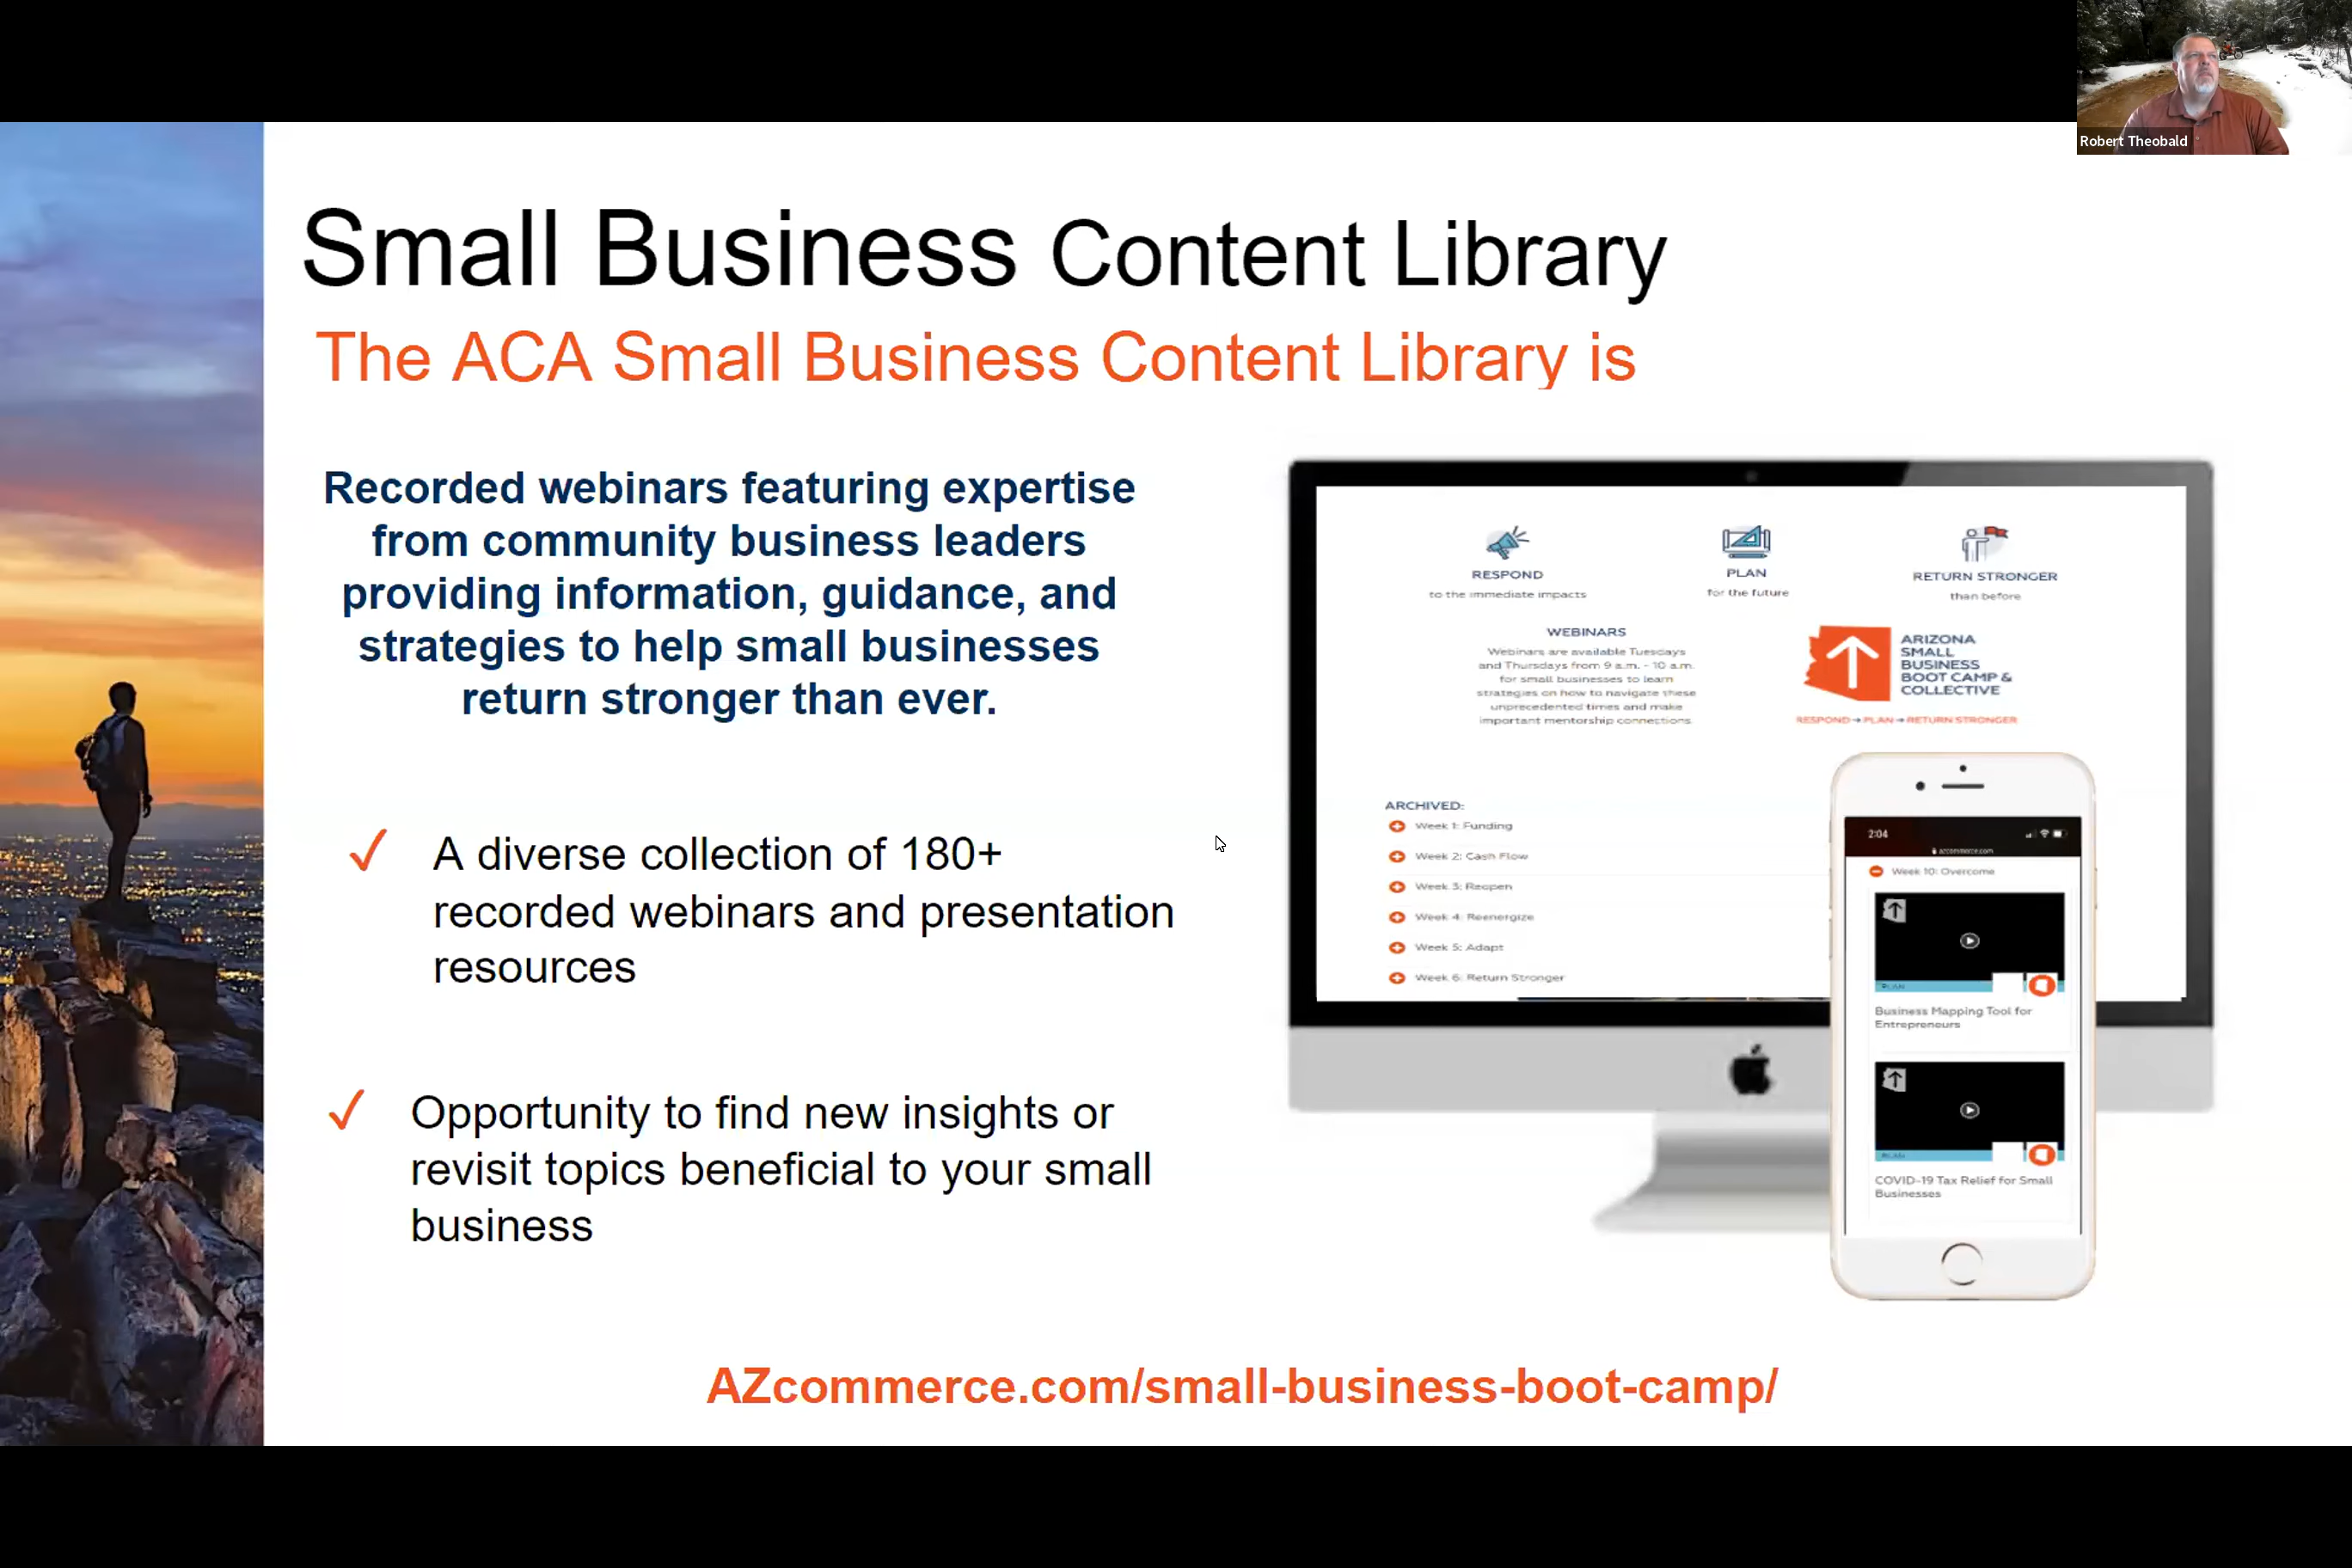 Robert Theobald
Small Business Content Library
The ACA Small Business Content Library is
Recorded webinars featuring expertise
from community business leaders
providing information, guidance, and
strategies to help small businesses
return stronger than ever.
✓ A diverse collection of 180+
recorded webinars and presentation
resources
✓ Opportunity to find new insights or
revisit topics beneficial to your small
business
RESPOND
to the immediate impacts
PLAN
for the future
RETURN STRONGER
than before
WEBINARS
Webinars are available Tuesdays
and Thursdays from 9 a.m. - 10 a.m.
for small businesses to learn
strategies on how to navigate these
unprecedented times and make
important mentorship connections.
ARIZONA
SMALL
BUSINESS
BOOT CAMP &
COLLECTIVE
RESPOND → PLAN → RETURN STRONGER
ARCHIVED:
Week 1: Funding
Week 2: Cash Flow
Week 3: Reopen
Week 4: Reenergize
Week 5: Adapt
Week 6: Return Stronger
2:04
azcommerce.com
Week 10: Overcome
PLAN
Business Mapping Tool for
Entrepreneurs
PLAN
COVID-19 Tax Relief for Small
Businesses
AZcommerce.com/small-business-boot-camp/